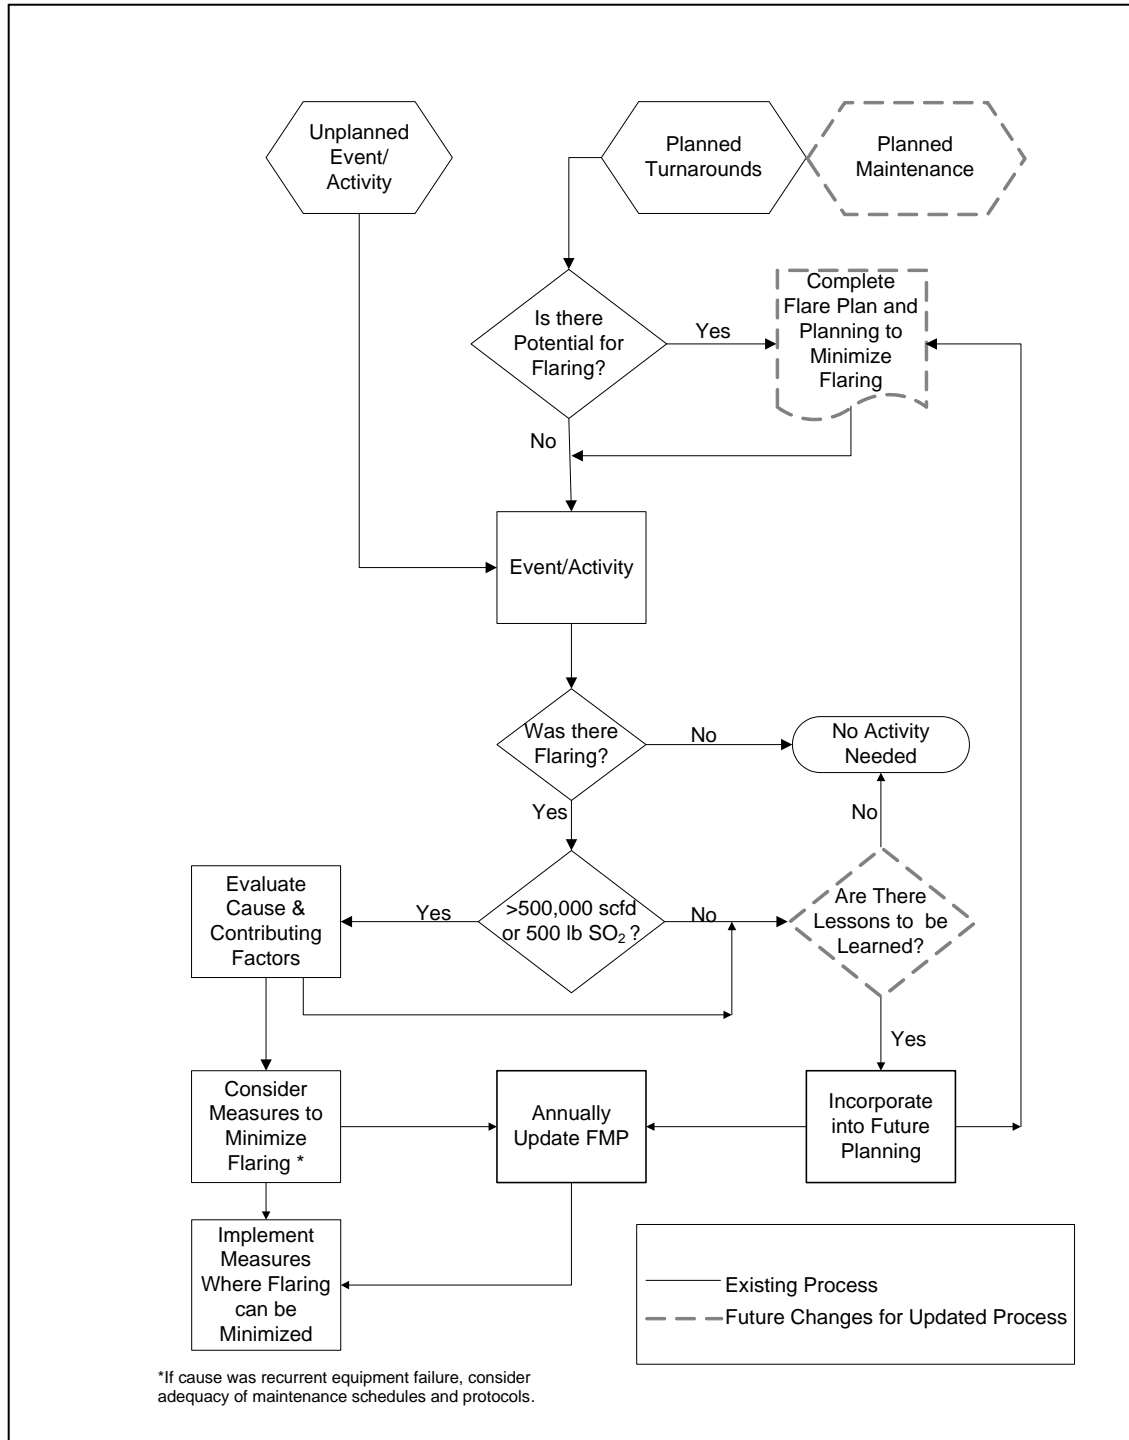 Unplanned
Event/
Activity
Planned
Turnarounds
Planned
Maintenance
Complete
Flare Plan and
Planning to
Minimize
Flaring
Is there
Potential for
Flaring?
Yes
No
Event/Activity
Was there
Flaring?
No
No Activity
Needed
Yes
No
Evaluate
Cause &
Contributing
Factors
Yes
>500,000 scfd
or 500 lb SO₂ ?
No
Are There
Lessons to be
Learned?
Yes
Consider
Measures to
Minimize
Flaring *
Annually
Update FMP
Incorporate
into Future
Planning
Implement
Measures
Where Flaring
can be
Minimized
Existing Process
Future Changes for Updated Process
*If cause was recurrent equipment failure, consider
adequacy of maintenance schedules and protocols.